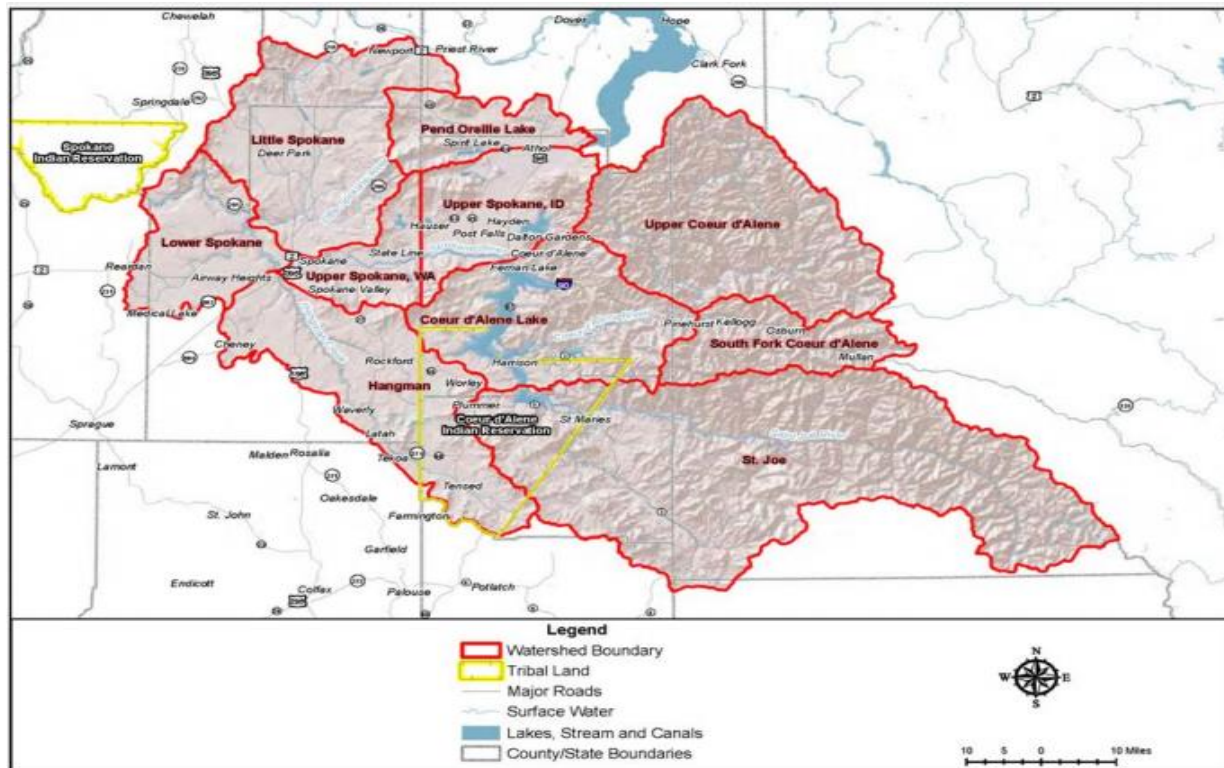 Chewelah
Dover
Hope
Newport
Priest River
Clark Fork
Springdale
Spokane
Indian Reservation
Little Spokane
Deer Park
Pend Oreille Lake
Spirit Lake
Athol
Upper Spokane, ID
Hauser
Hayden
Post Falls
Dalton Gardens
Upper Coeur d'Alene
Lower Spokane
Reardan
Airway Heights
Spokane
State Line
Coeur d'Alene
Fernan Lake
Upper Spokane, WA
Spokane Valley
Medical Lake
Cheney
Coeur d'Alene Lake
Pinehurst
Kellogg
Osburn
South Fork Coeur d'Alene
Mullan
Rockford
Harrison
Hangman
Worley
Plummer
Waverly
Coeur d'Alene
Indian Reservation
St Maries
Sprague
Latah
Lamont
Malden
Rosalia
Tekoa
St. Joe
Tensed
Oakesdale
St. John
Farmington
Garfield
Endicott
Colfax
Palouse
Potlatch
Legend
Watershed Boundary
Tribal Land
Major Roads
Surface Water
Lakes, Stream and Canals
County/State Boundaries
N
W
E
S
10 5 0 10 Miles